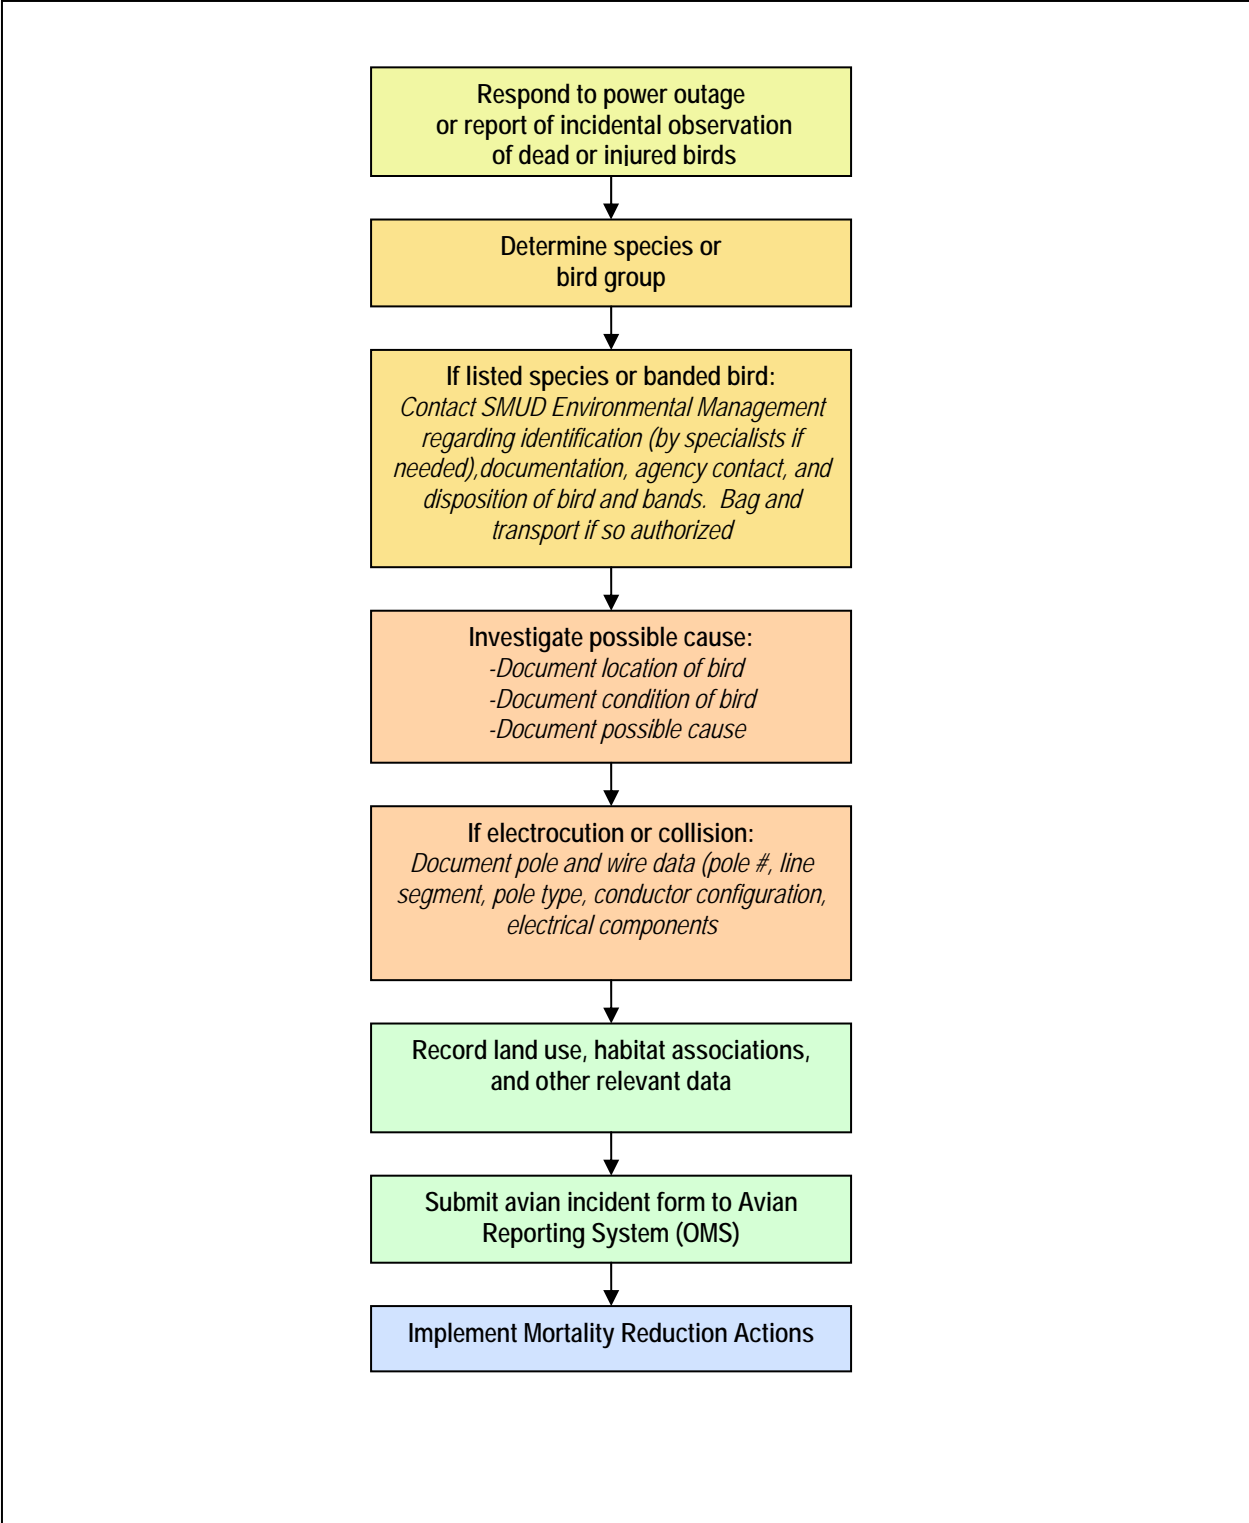 Respond to power outage
or report of incidental observation
of dead or injured birds
Determine species or
bird group
If listed species or banded bird:
Contact SMUD Environmental Management
regarding identification (by specialists if
needed),documentation, agency contact, and
disposition of bird and bands.  Bag and
transport if so authorized
Investigate possible cause:
-Document location of bird
-Document condition of bird
-Document possible cause
If electrocution or collision:
Document pole and wire data (pole #, line
segment, pole type, conductor configuration,
electrical components
Record land use, habitat associations,
and other relevant data
Submit avian incident form to Avian
Reporting System (OMS)
Implement Mortality Reduction Actions